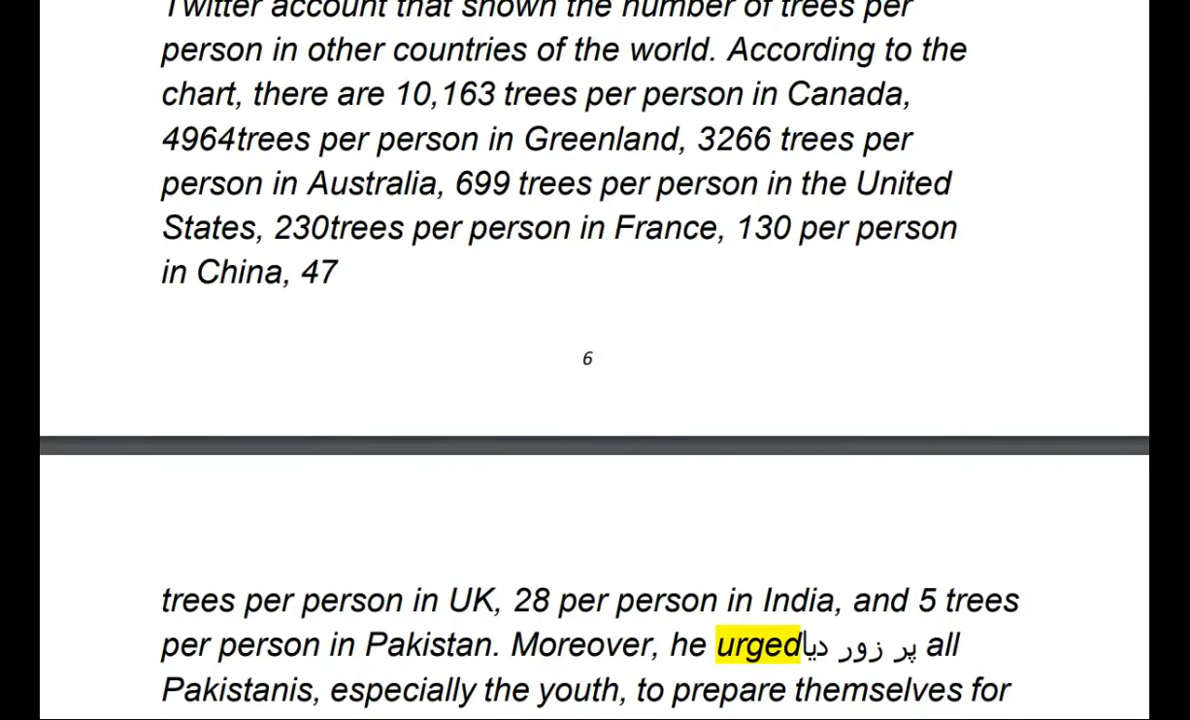 Twitter account that shown the number of trees per
person in other countries of the world. According to the
chart, there are 10,163 trees per person in Canada,
4964trees per person in Greenland, 3266 trees per
person in Australia, 699 trees per person in the United
States, 230trees per person in France, 130 per person
in China, 47
6
trees per person in UK, 28 per person in India, and 5 trees
per person in Pakistan. Moreover, he urgedپر زور دیا all
Pakistanis, especially the youth, to prepare themselves for